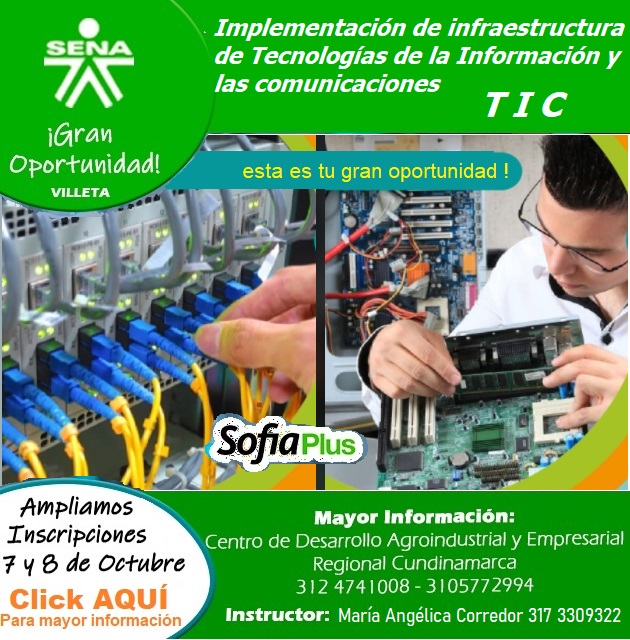 SENA
¡Gran
Oportunidad!
VILLETA
Implementación de infraestructura
de Tecnologías de la Información y
las comunicaciones
T I C
esta es tu gran oportunidad !
SofiaPlus
Ampliamos
Inscripciones
7 y 8 de Octubre
Click AQUÍ
Para mayor información
Mayor Información:
Centro de Desarrollo Agroindustrial y Empresarial
Regional Cundinamarca
312 4741008 - 3105772994
Instructor: María Angélica Corredor 317 3309322